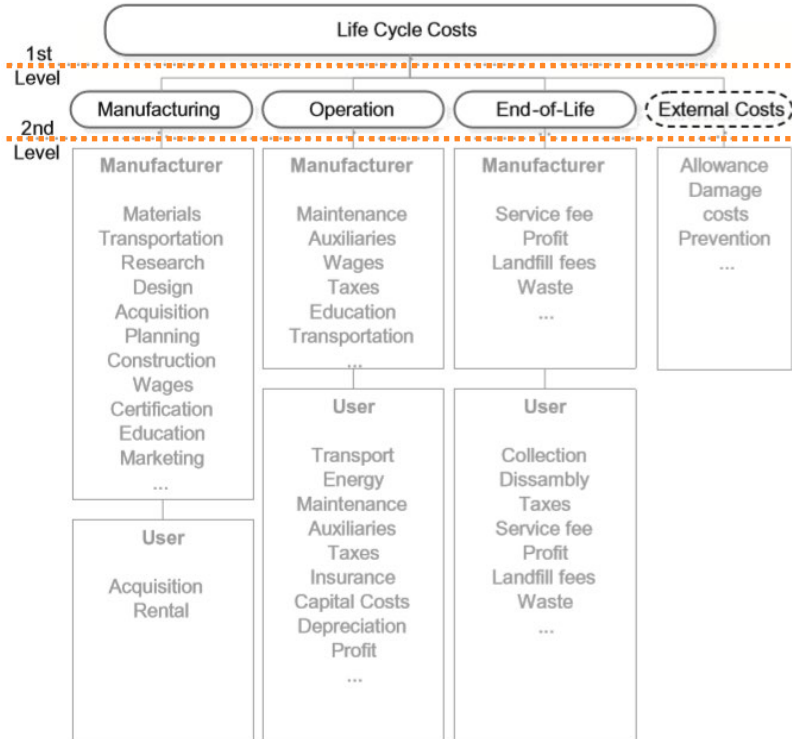 Life Cycle Costs
1st
Level
Manufacturing
Operation
End-of-Life
External Costs
2nd
Level
Manufacturer
Materials
Transportation
Research
Design
Acquisition
Planning
Construction
Wages
Certification
Education
Marketing
...
User
Acquisition
Rental
Manufacturer
Maintenance
Auxiliaries
Wages
Taxes
Education
Transportation
...
User
Transport
Energy
Maintenance
Auxiliaries
Taxes
Insurance
Capital Costs
Depreciation
Profit
...
Manufacturer
Service fee
Profit
Landfill fees
Waste
...
User
Collection
Dissambly
Taxes
Service fee
Profit
Landfill fees
Waste
...
Allowance
Damage
costs
Prevention
...